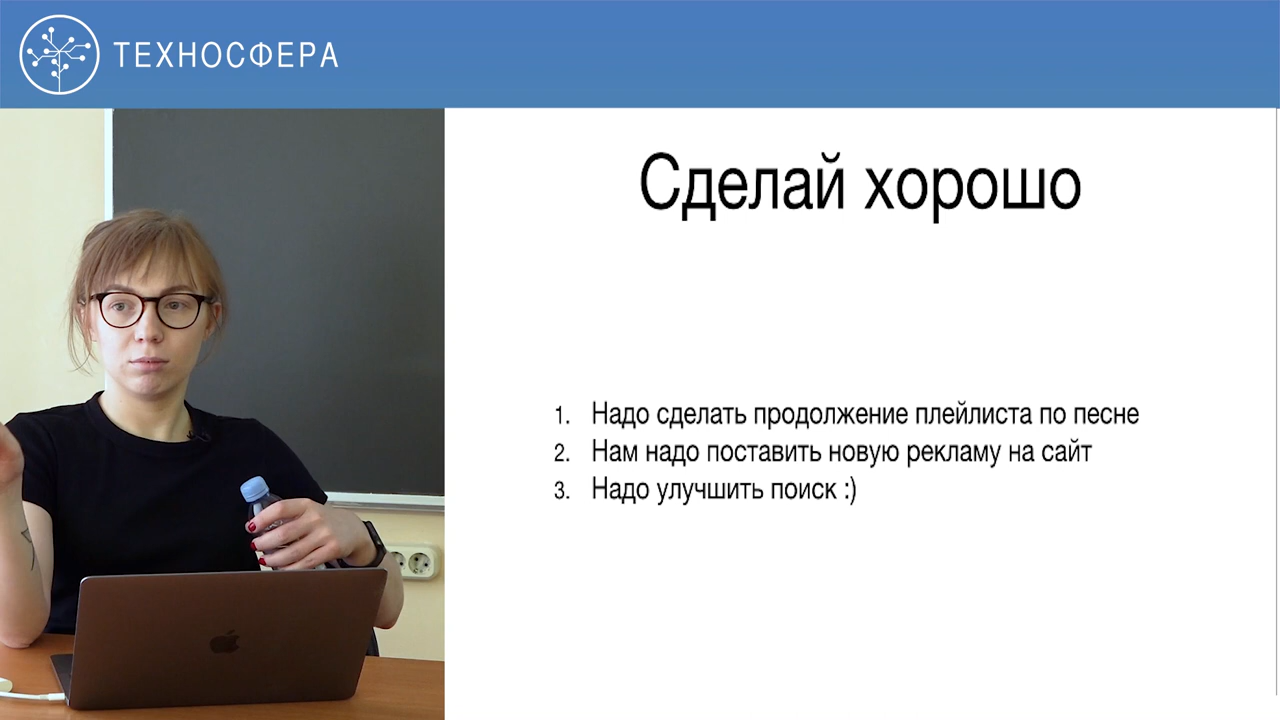 ТЕХНОСФЕРА
Сделай хорошо
1. Надо сделать продолжение плейлиста по песне
2. Нам надо поставить новую рекламу на сайт
3. Надо улучшить поиск :)